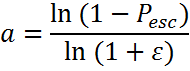 a = ln (1 − P_esc) / ln (1 + ε)